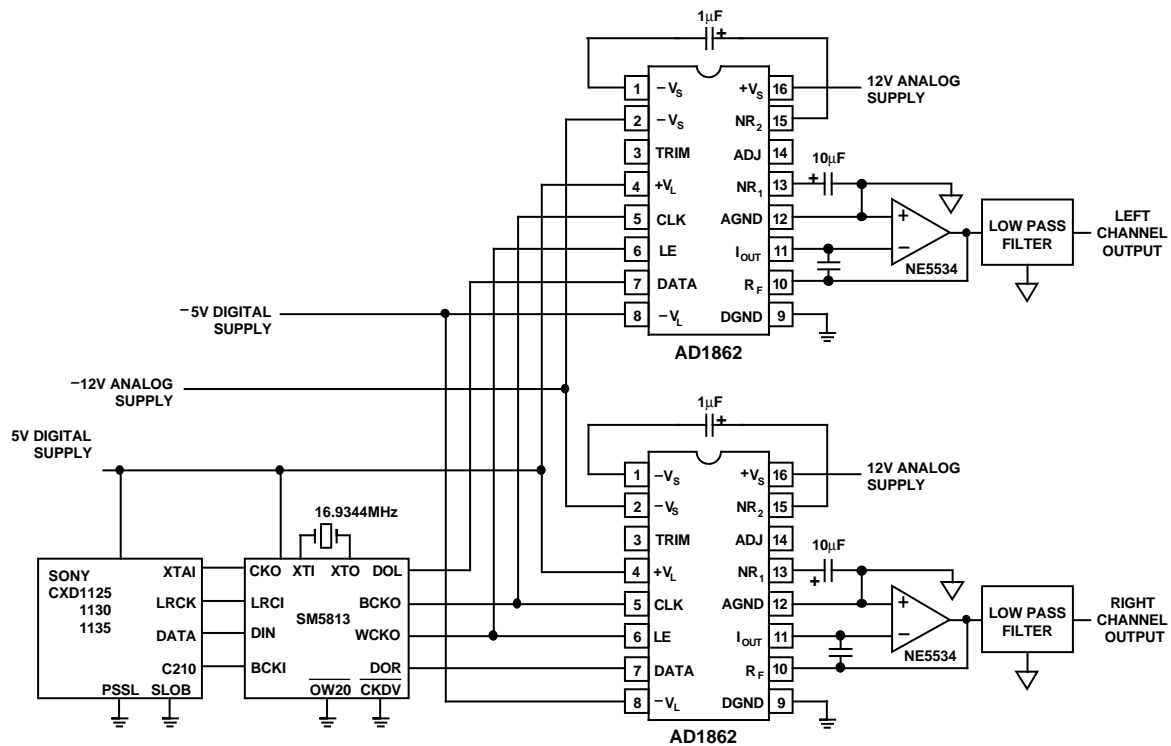 1μF
1 −VS +VS 16
2 −VS NR2 15
3 TRIM ADJ 14
4 +VL NR1 13
5 CLK AGND 12
6 LE IOUT 11
7 DATA RF 10
8 −VL DGND 9
AD1862
12V ANALOG
SUPPLY
10μF
+
+
−
NE5534
LOW PASS
FILTER
LEFT
CHANNEL
OUTPUT
−5V DIGITAL
SUPPLY
−12V ANALOG
SUPPLY
5V DIGITAL
SUPPLY
1μF
1 −VS +VS 16
2 −VS NR2 15
3 TRIM ADJ 14
4 +VL NR1 13
5 CLK AGND 12
6 LE IOUT 11
7 DATA RF 10
8 −VL DGND 9
AD1862
12V ANALOG
SUPPLY
10μF
+
+
−
NE5534
LOW PASS
FILTER
RIGHT
CHANNEL
OUTPUT
SONY
CXD1125
1130
1135
XTAI
LRCK
DATA
C210
PSSL SLOB
16.9344MHz
CKO XTI XTO DOL
LRCI BCKO
SM5813
DIN WCKO
BCKI DOR
OW20 CKDV